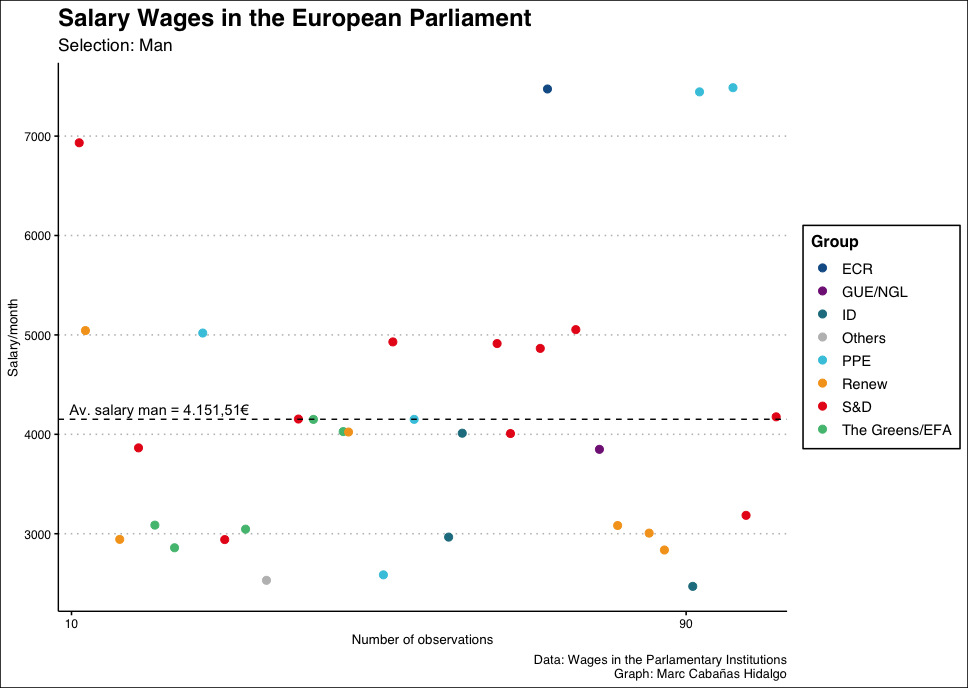 Salary Wages in the European Parliament
Selection: Man
Salary/month
7000
6000
5000
4000
3000
Av. salary man = 4.151,51€
10
90
Number of observations
Group
ECR
GUE/NGL
ID
Others
PPE
Renew
S&D
The Greens/EFA
Data: Wages in the Parlamentary Institutions
Graph: Marc Cabañas Hidalgo